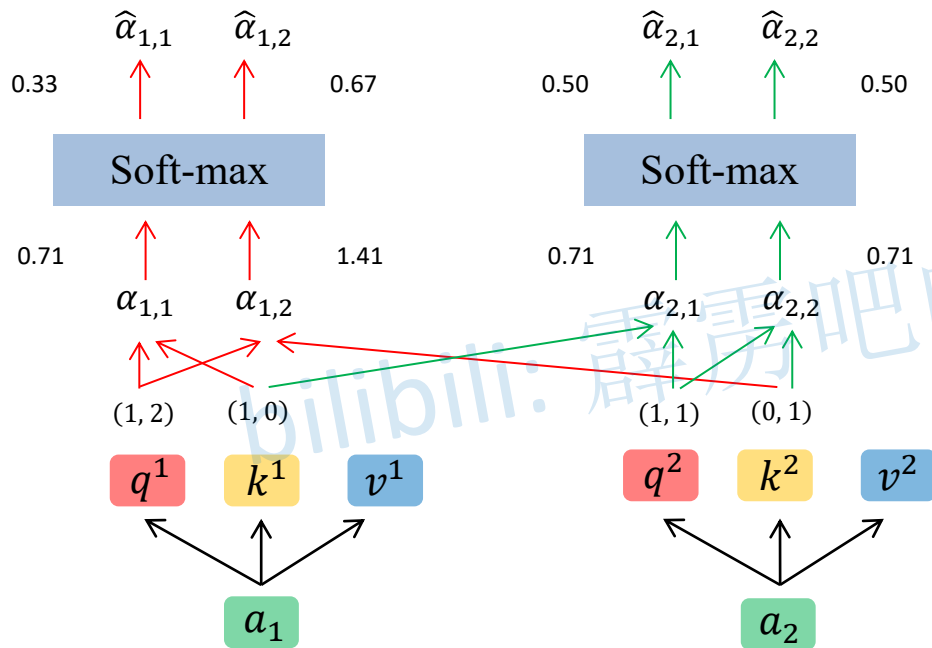 α̂₁,₁ α̂₁,₂ α̂₂,₁ α̂₂,₂
0.33 0.67 0.50 0.50
Soft-max Soft-max
0.71 1.41 0.71 0.71
α₁,₁ α₁,₂ α₂,₁ α₂,₂
(1, 2) (1, 0) (1, 1) (0, 1)
q¹ k¹ v¹ q² k² v²
a₁ a₂
bilibili: 霹雳吧